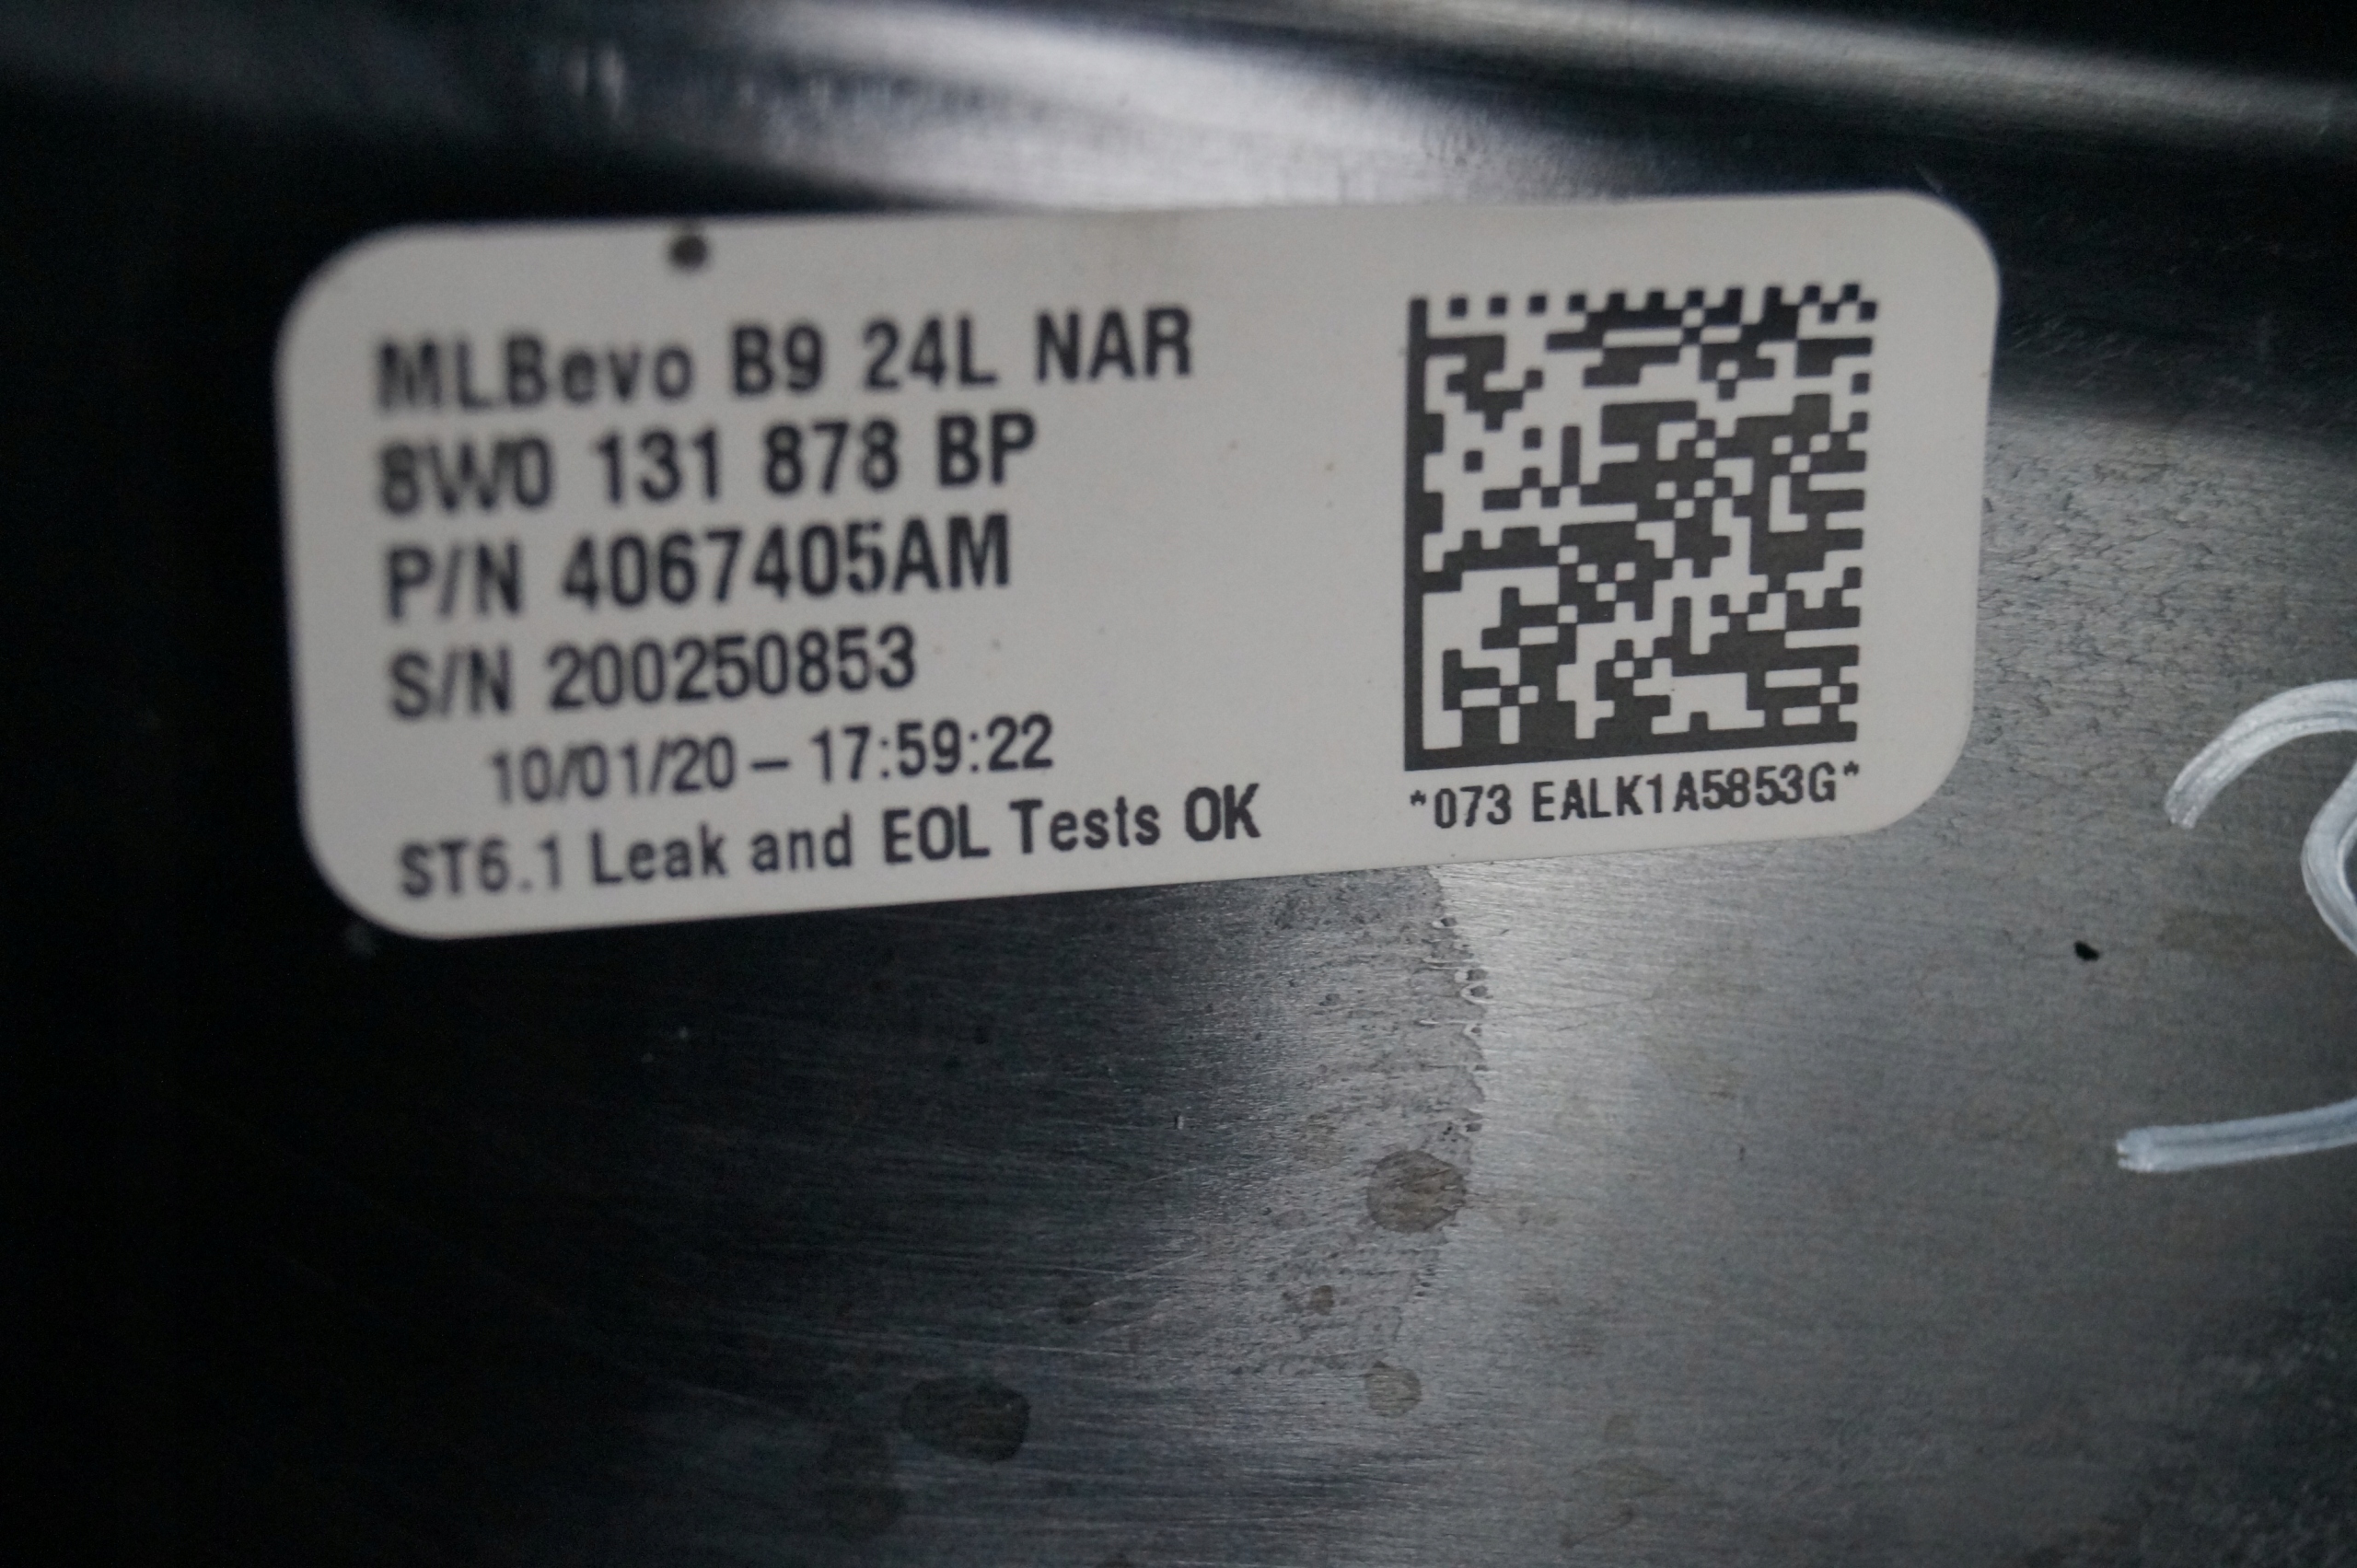 MLBevo B9 24L NAR
8W0 131 878 BP
P/N 4067405AM
S/N 200250853
10/01/20 – 17:59:22
ST6.1 Leak and EOL Tests OK
*073 EALK1A5853G*